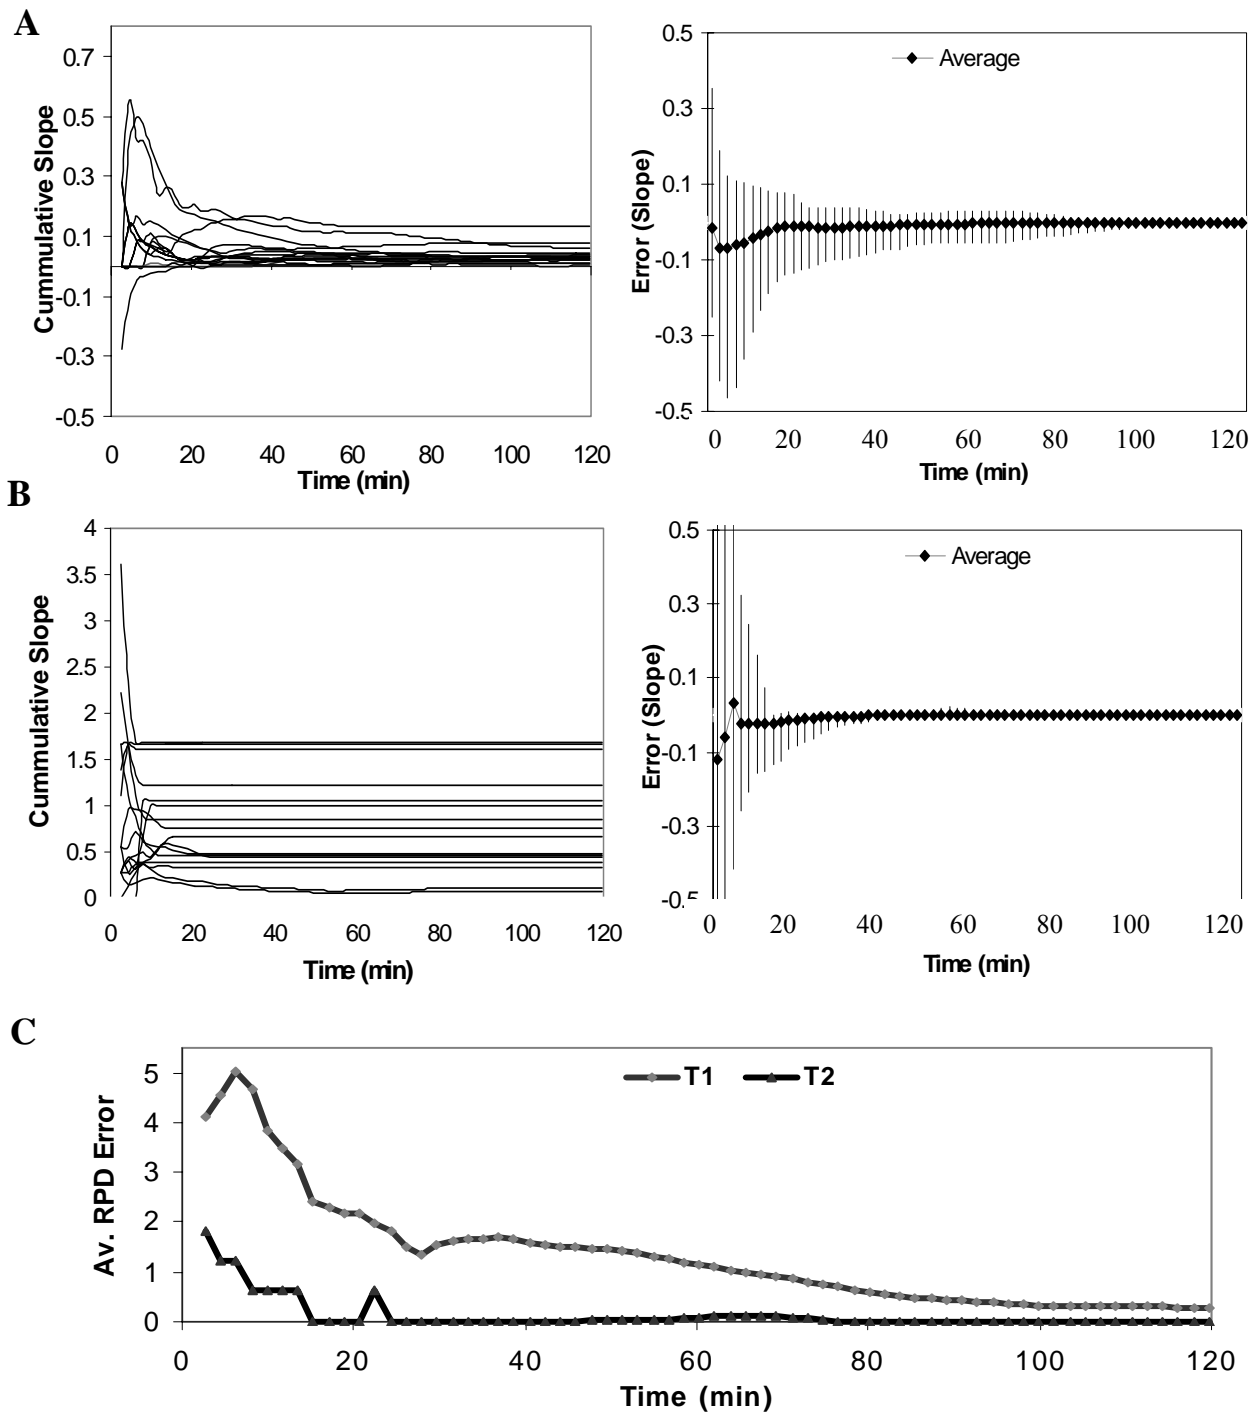 A
0.7
0.5
0.3
0.1
-0.1
-0.3
-0.5
Cummulative Slope
0 20 40 60 80 100 120
Time (min)
0.5
0.3
0.1
-0.1
-0.3
-0.5
Error (Slope)
Average
0 20 40 60 80 100 120
Time (min)
B
4
3.5
3
2.5
2
1.5
1
0.5
0
Cummulative Slope
0 20 40 60 80 100 120
Time (min)
0.5
0.3
0.1
-0.1
-0.3
-0.5
Error (Slope)
Average
0 20 40 60 80 100 120
Time (min)
C
5
4
3
2
1
0
Av. RPD Error
T1 T2
0 20 40 60 80 100 120
Time (min)